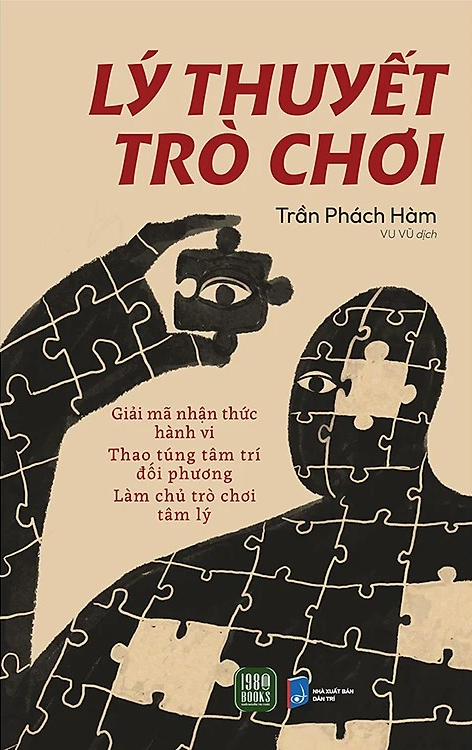 LÝ THUYẾT
TRÒ CHƠI
Trần Phách Hàm
VU VŨ dịch
Giải mã nhận thức
hành vi
Thao túng tâm trí
đối phương
Làm chủ trò chơi
tâm lý
1980
BOOKS
NHÀ XUẤT BẢN
DÂN TRÍ